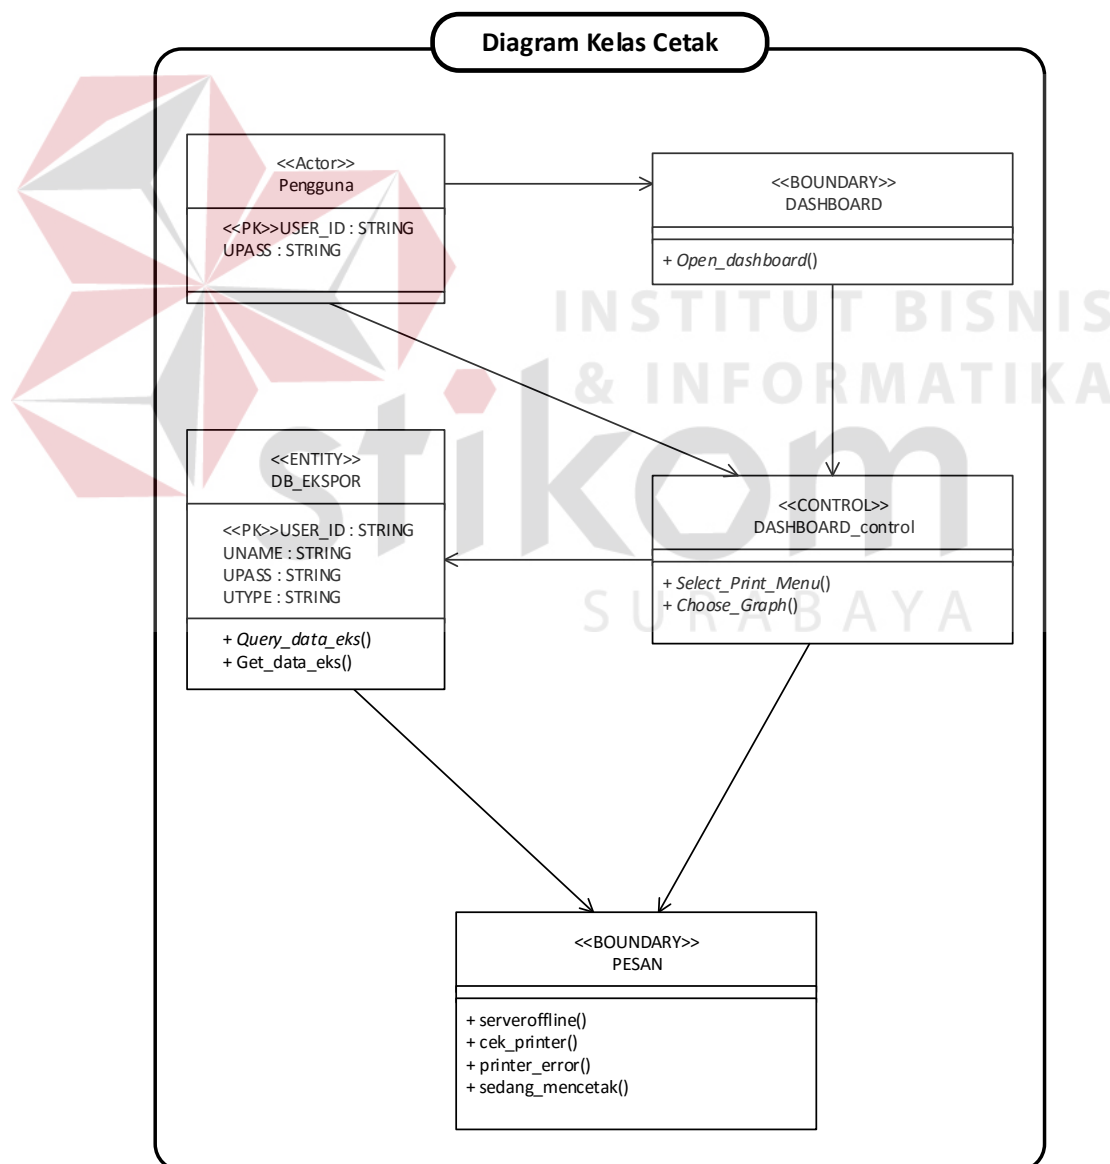 Diagram Kelas Cetak
<<Actor>>
Pengguna
<<PK>>USER_ID : STRING
UPASS : STRING
<<BOUNDARY>>
DASHBOARD
+ Open_dashboard()
INSTITUT BISNIS
& INFORMATIKA
stikom
SURABAYA
<<ENTITY>>
DB_EKSPOR
<<PK>>USER_ID : STRING
UNAME : STRING
UPASS : STRING
UTYPE : STRING
+ Query_data_eks()
+ Get_data_eks()
<<CONTROL>>
DASHBOARD_control
+ Select_Print_Menu()
+ Choose_Graph()
<<BOUNDARY>>
PESAN
+ serveroffline()
+ cek_printer()
+ printer_error()
+ sedang_mencetak()